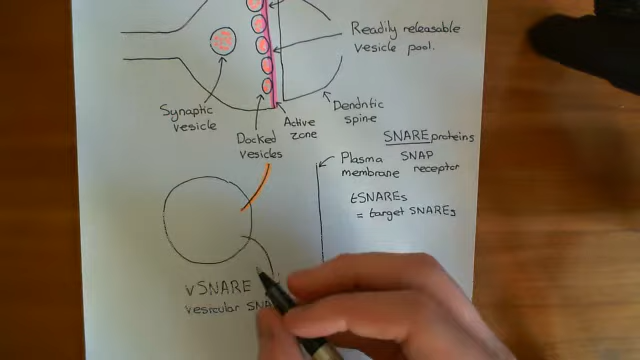 Readily releasable
vesicle pool.
Synaptic
vesicle
Docked
vesicles
Active
zone
Dendritic
spine
SNARE proteins
Plasma
membrane
SNAP
receptor
tSNAREs
= target SNAREs
vSNARE
vesicular